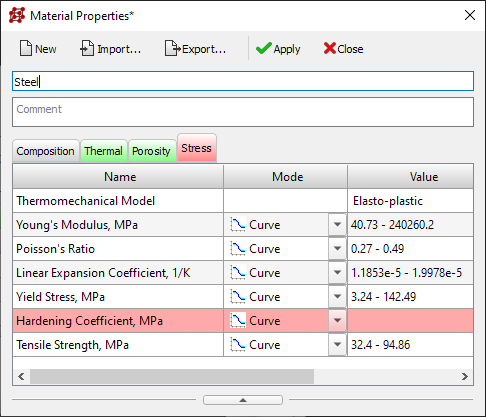 Material Properties*
New Import... Export... Apply Close
Steel
Comment
Composition Thermal Porosity Stress
Name Mode Value
Thermomechanical Model Elasto-plastic
Young's Modulus, MPa Curve 40.73 - 240260.2
Poisson's Ratio Curve 0.27 - 0.49
Linear Expansion Coefficient, 1/K Curve 1.1853e-5 - 1.9978e-5
Yield Stress, MPa Curve 3.24 - 142.49
Hardening Coefficient, MPa Curve
Tensile Strength, MPa Curve 32.4 - 94.86